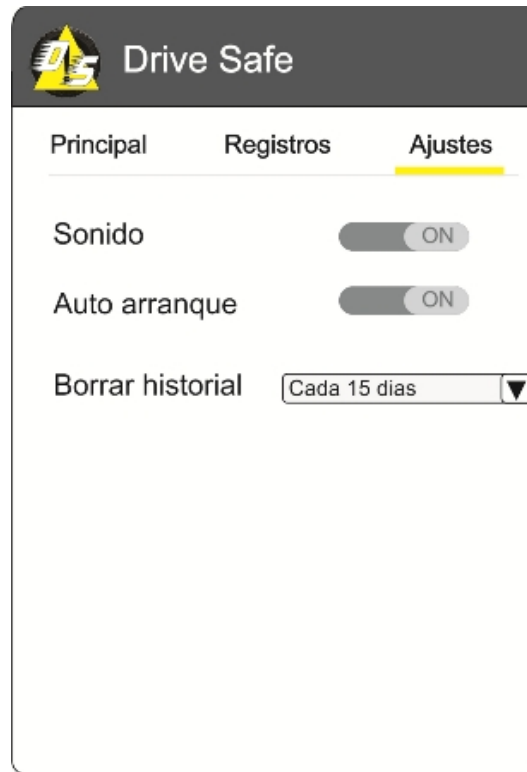 DS Drive Safe
Principal Registros Ajustes
Sonido ON
Auto arranque ON
Borrar historial Cada 15 dias